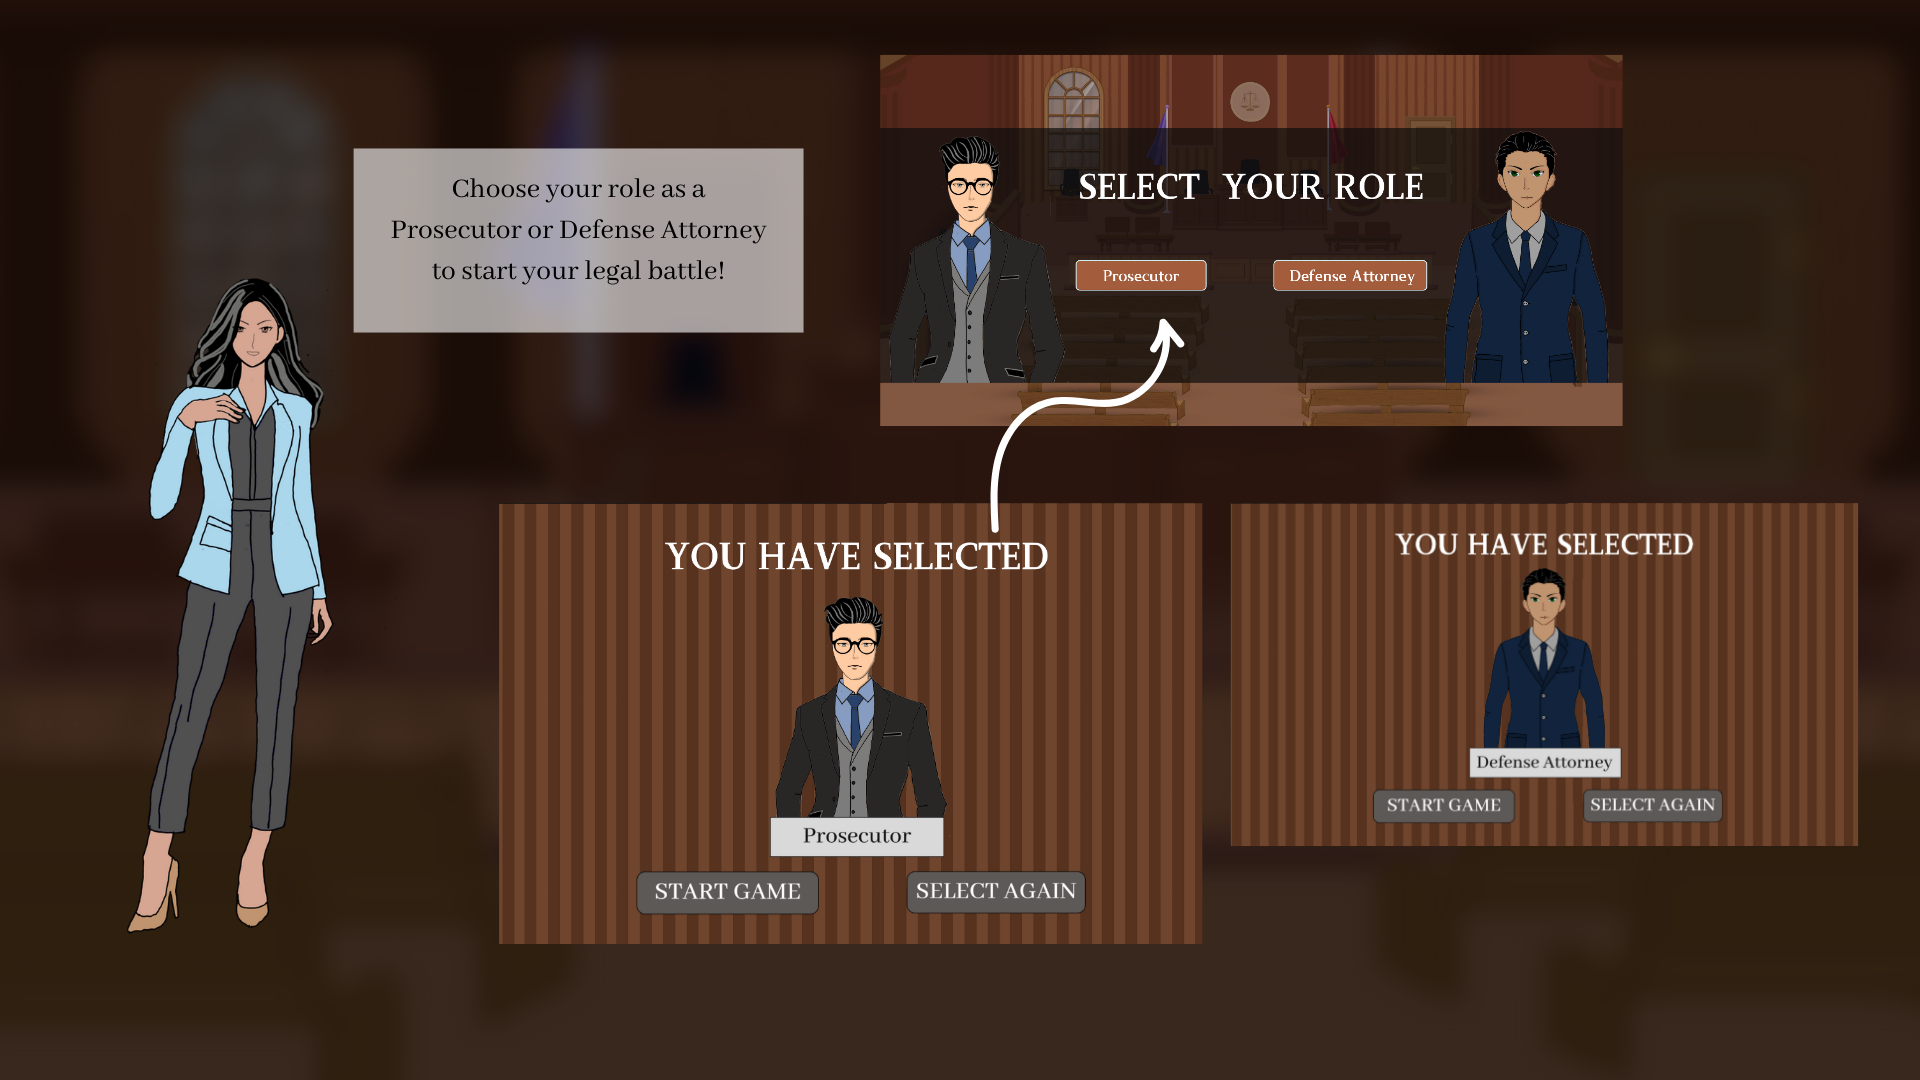 Choose your role as a
Prosecutor or Defense Attorney
to start your legal battle!
SELECT YOUR ROLE
Prosecutor
Defense Attorney
YOU HAVE SELECTED
Prosecutor
START GAME
SELECT AGAIN
YOU HAVE SELECTED
Defense Attorney
START GAME
SELECT AGAIN